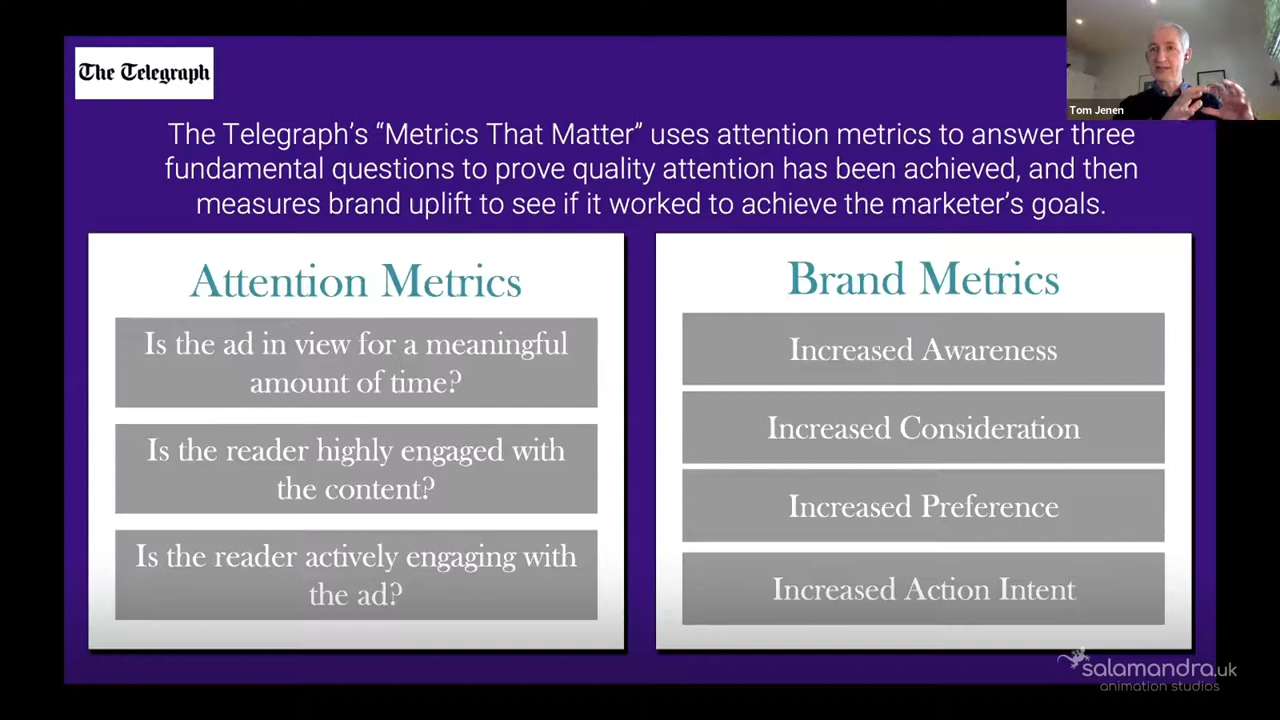 The Telegraph
Tom Jenen
The Telegraph's “Metrics That Matter” uses attention metrics to answer three
fundamental questions to prove quality attention has been achieved, and then
measures brand uplift to see if it worked to achieve the marketer's goals.
Attention Metrics
Is the ad in view for a meaningful
amount of time?
Is the reader highly engaged with
the content?
Is the reader actively engaging with
the ad?
Brand Metrics
Increased Awareness
Increased Consideration
Increased Preference
Increased Action Intent
salamandra.uk
animation studios